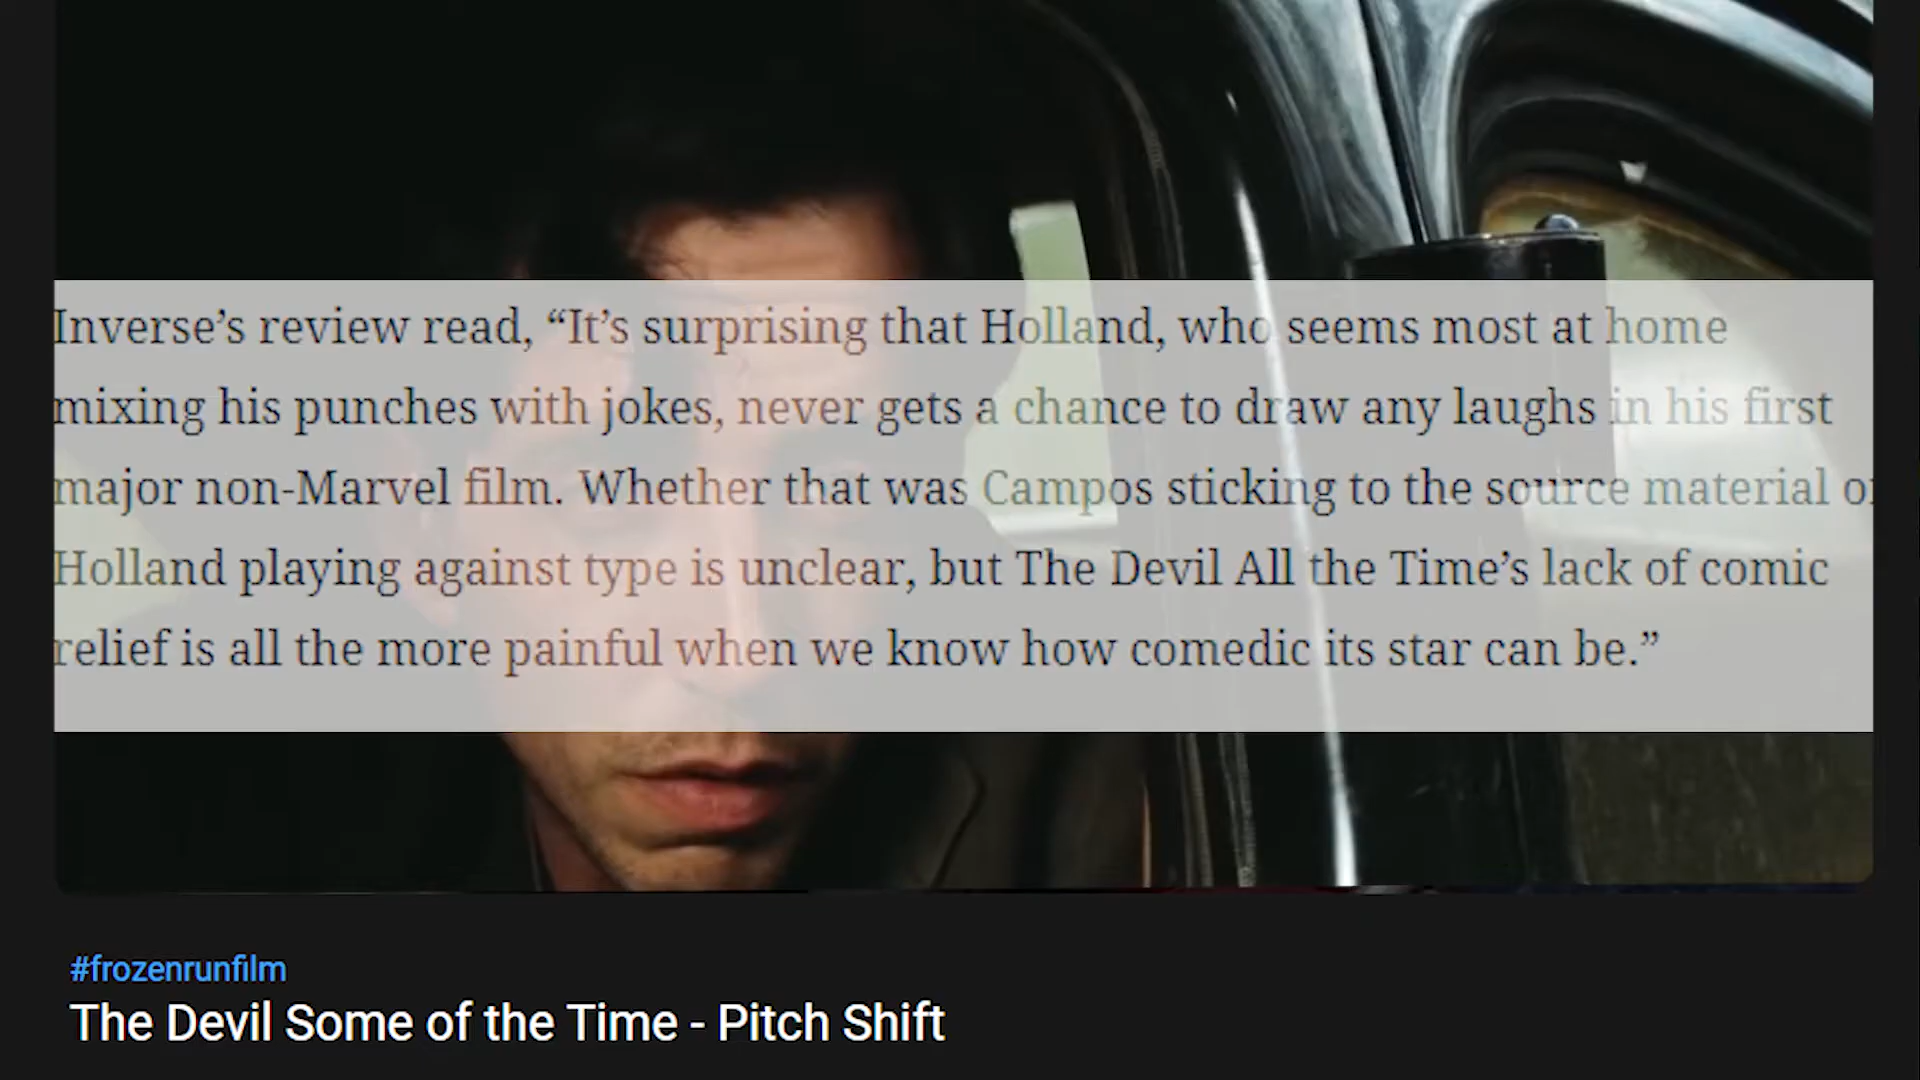 Inverse’s review read, “It’s surprising that Holland, who seems most at home
mixing his punches with jokes, never gets a chance to draw any laughs in his first
major non-Marvel film. Whether that was Campos sticking to the source material or
Holland playing against type is unclear, but The Devil All the Time’s lack of comic
relief is all the more painful when we know how comedic its star can be.”
#frozenrunfilm
The Devil Some of the Time - Pitch Shift